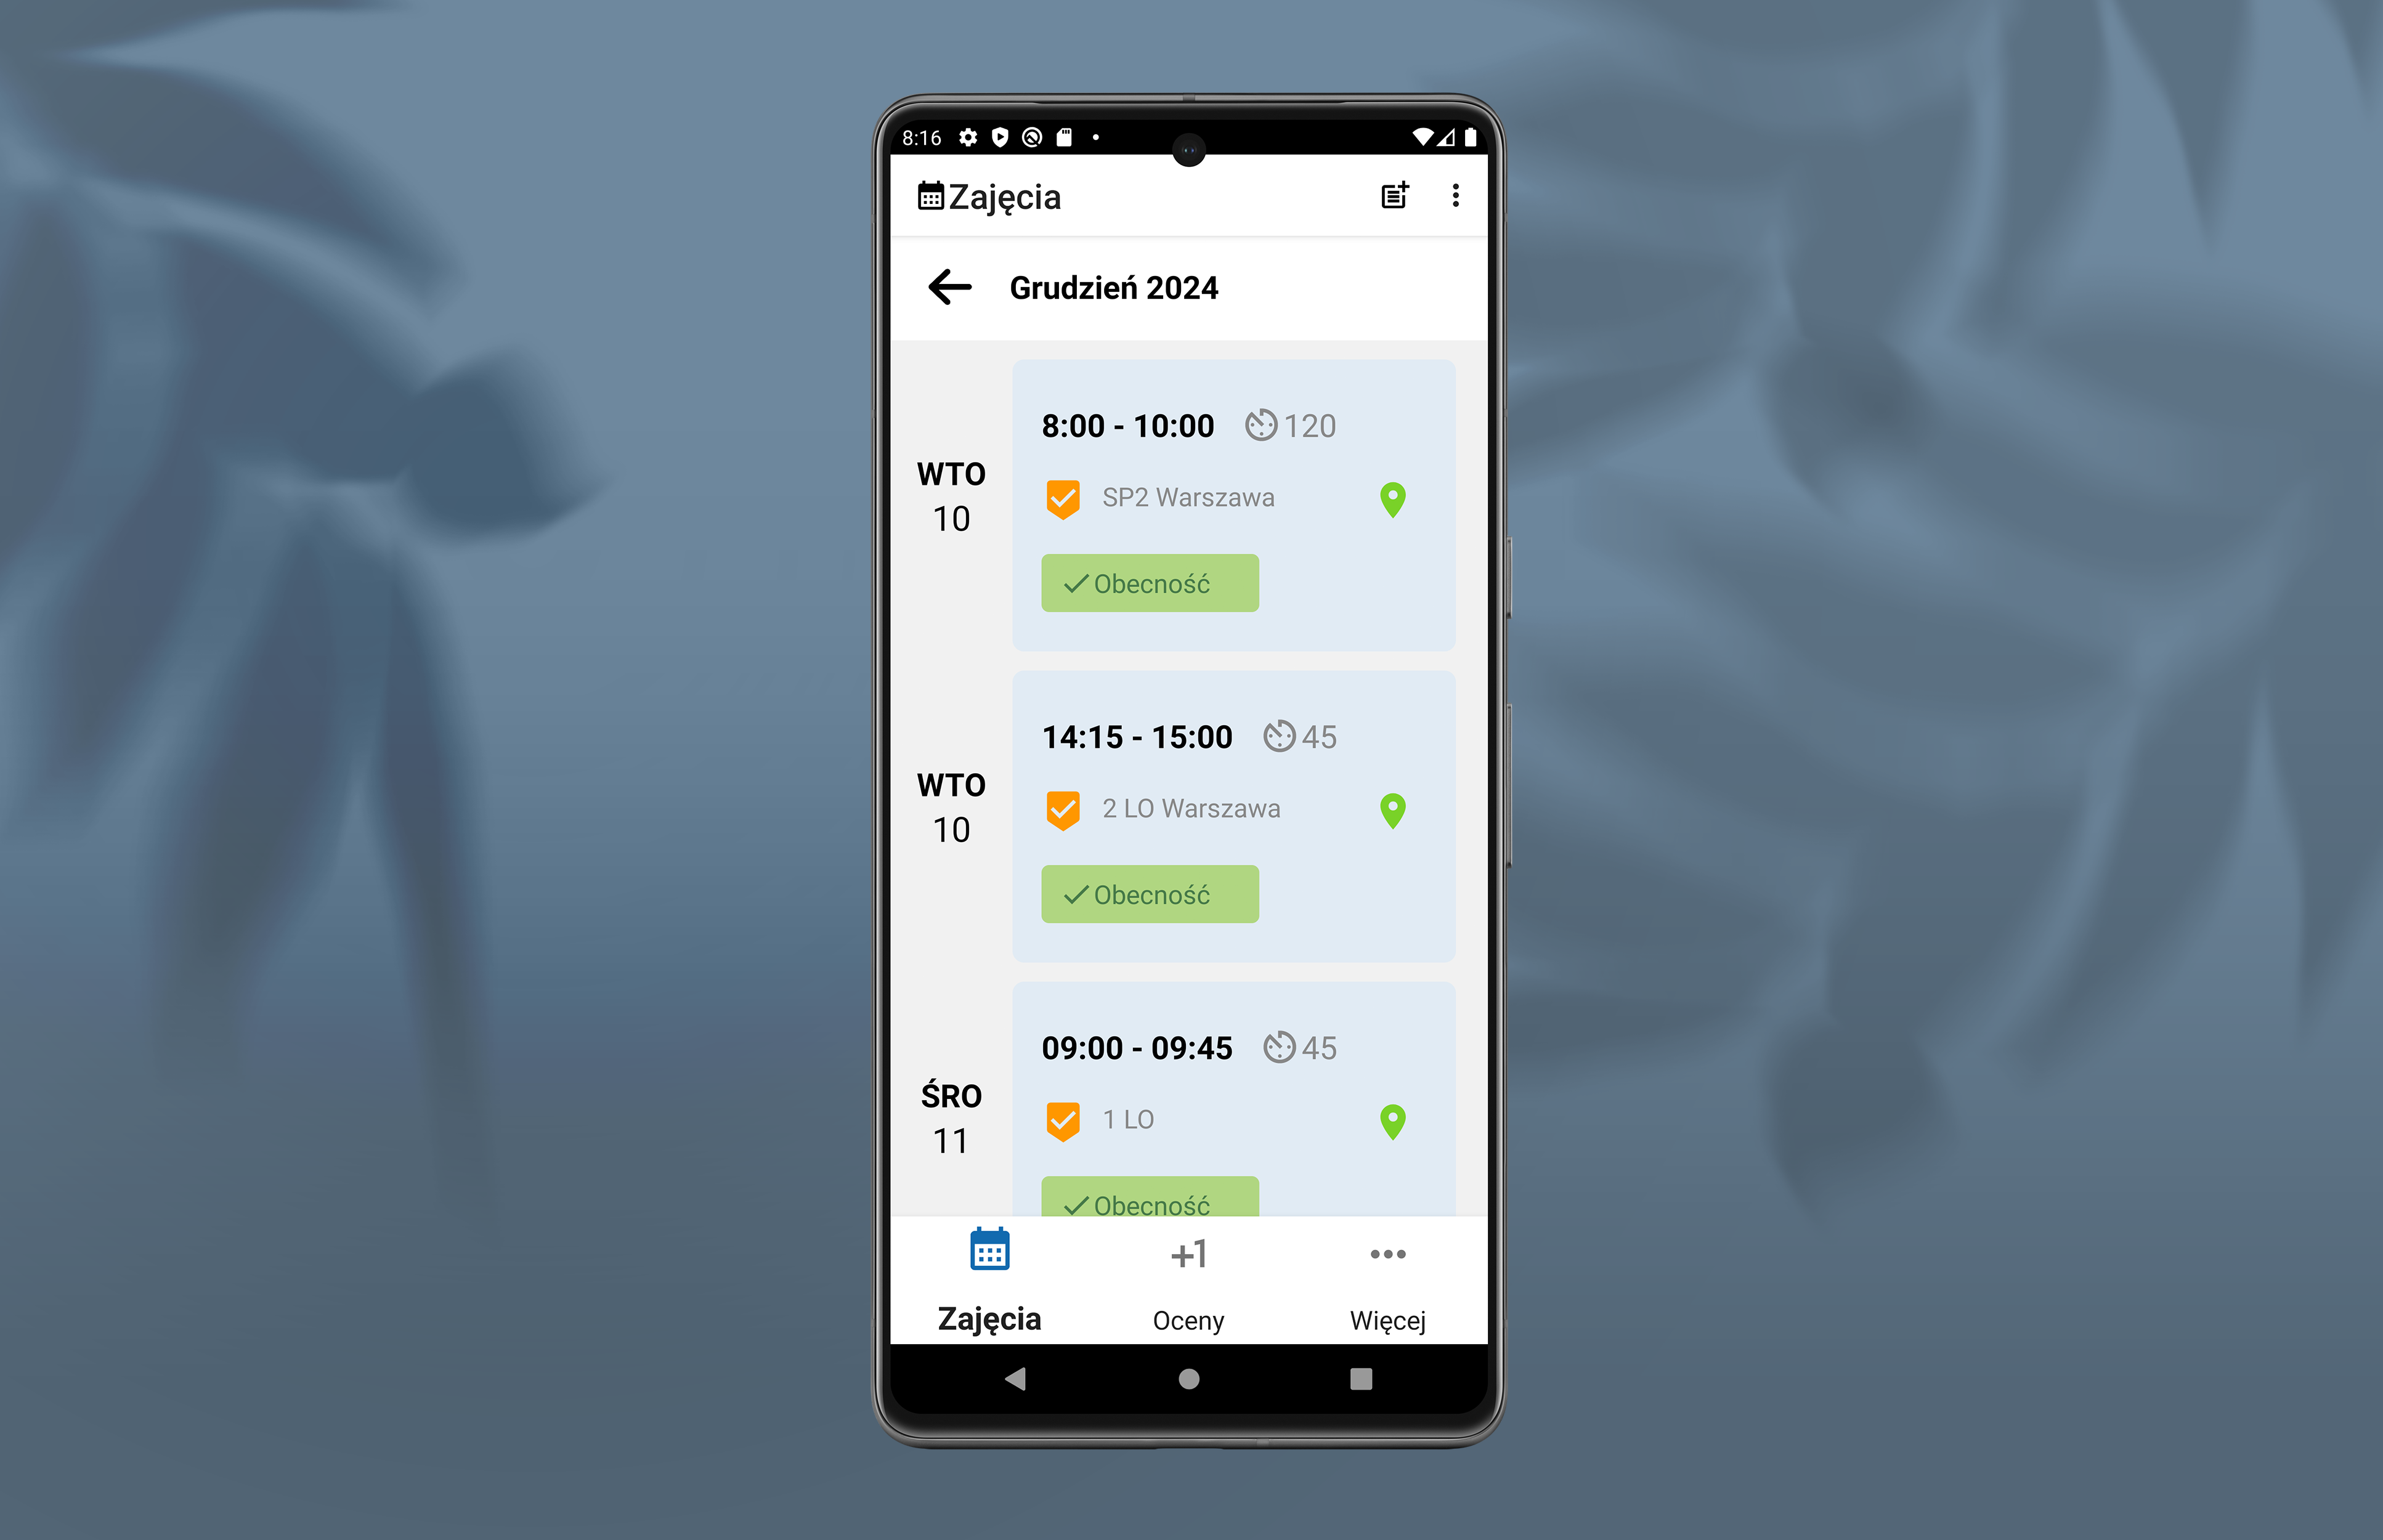 8:16
Zajęcia
Grudzień 2024
WTO
10
8:00 - 10:00 120
SP2 Warszawa
Obecność
WTO
10
14:15 - 15:00 45
2 LO Warszawa
Obecność
ŚRO
11
09:00 - 09:45 45
1 LO
Obecność
+1
Zajęcia
Oceny
Więcej